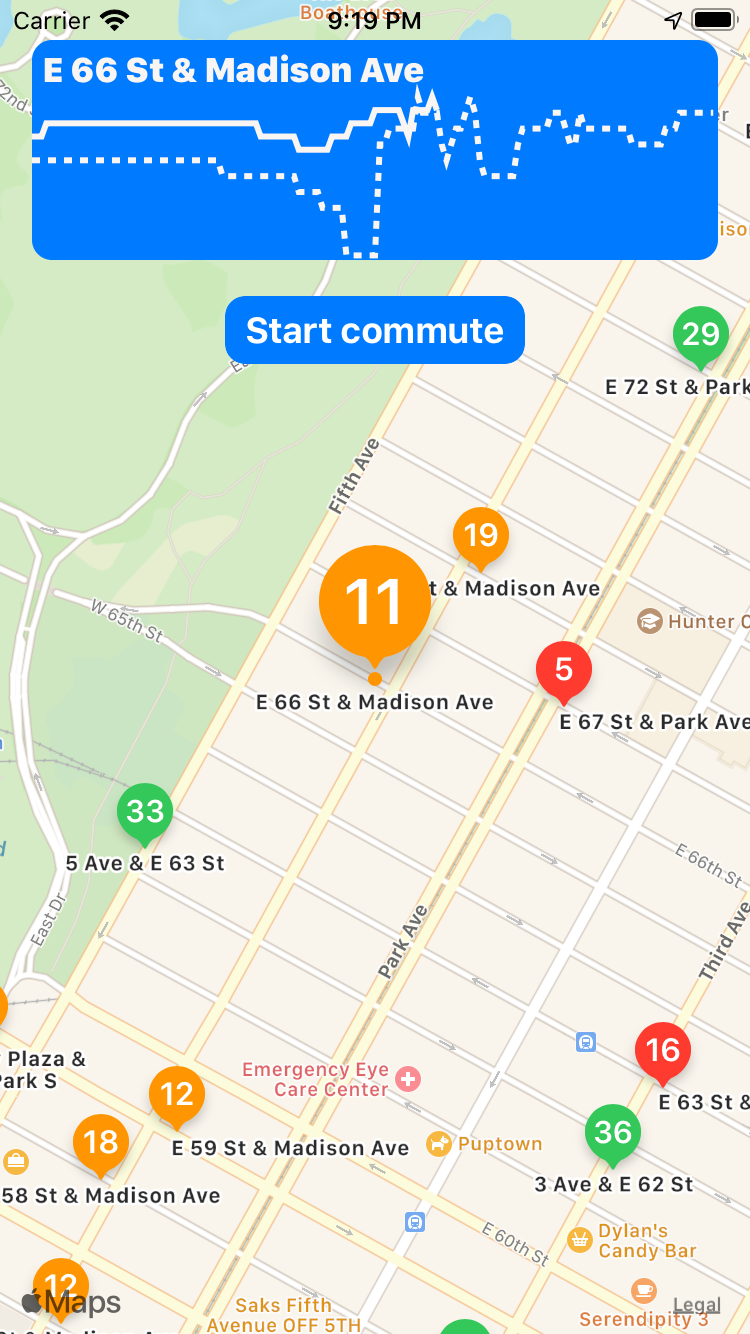 Carrier
9:19 PM
Boathouse
72nd
E 66 St & Madison Ave
Start commute
29
E 72 St & Park
Fifth Ave
19
t & Madison Ave
11
Hunter C
W 65th St
5
E 66 St & Madison Ave
E 67 St & Park Ave
33
5 Ave & E 63 St
E 66th St
East Dr
Park Ave
Third Ave
16
Plaza &
Park S
Emergency Eye
Care Center
12
E 63 St &
36
18
E 59 St & Madison Ave
Puptown
3 Ave & E 62 St
58 St & Madison Ave
E 60th St
Dylan's
Candy Bar
12
Maps
Saks Fifth
Avenue OFF 5TH
Legal
Serendipity 3